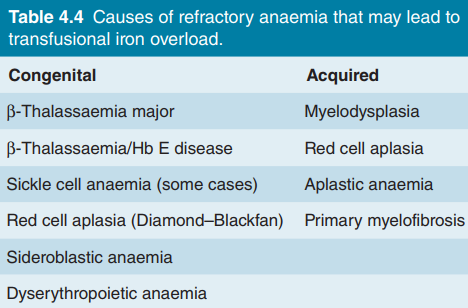 Table 4.4 Causes of refractory anaemia that may lead to
transfusional iron overload.
Congenital Acquired
β-Thalassaemia major Myelodysplasia
β-Thalassaemia/Hb E disease Red cell aplasia
Sickle cell anaemia (some cases) Aplastic anaemia
Red cell aplasia (Diamond–Blackfan) Primary myelofibrosis
Sideroblastic anaemia
Dyserythropoietic anaemia